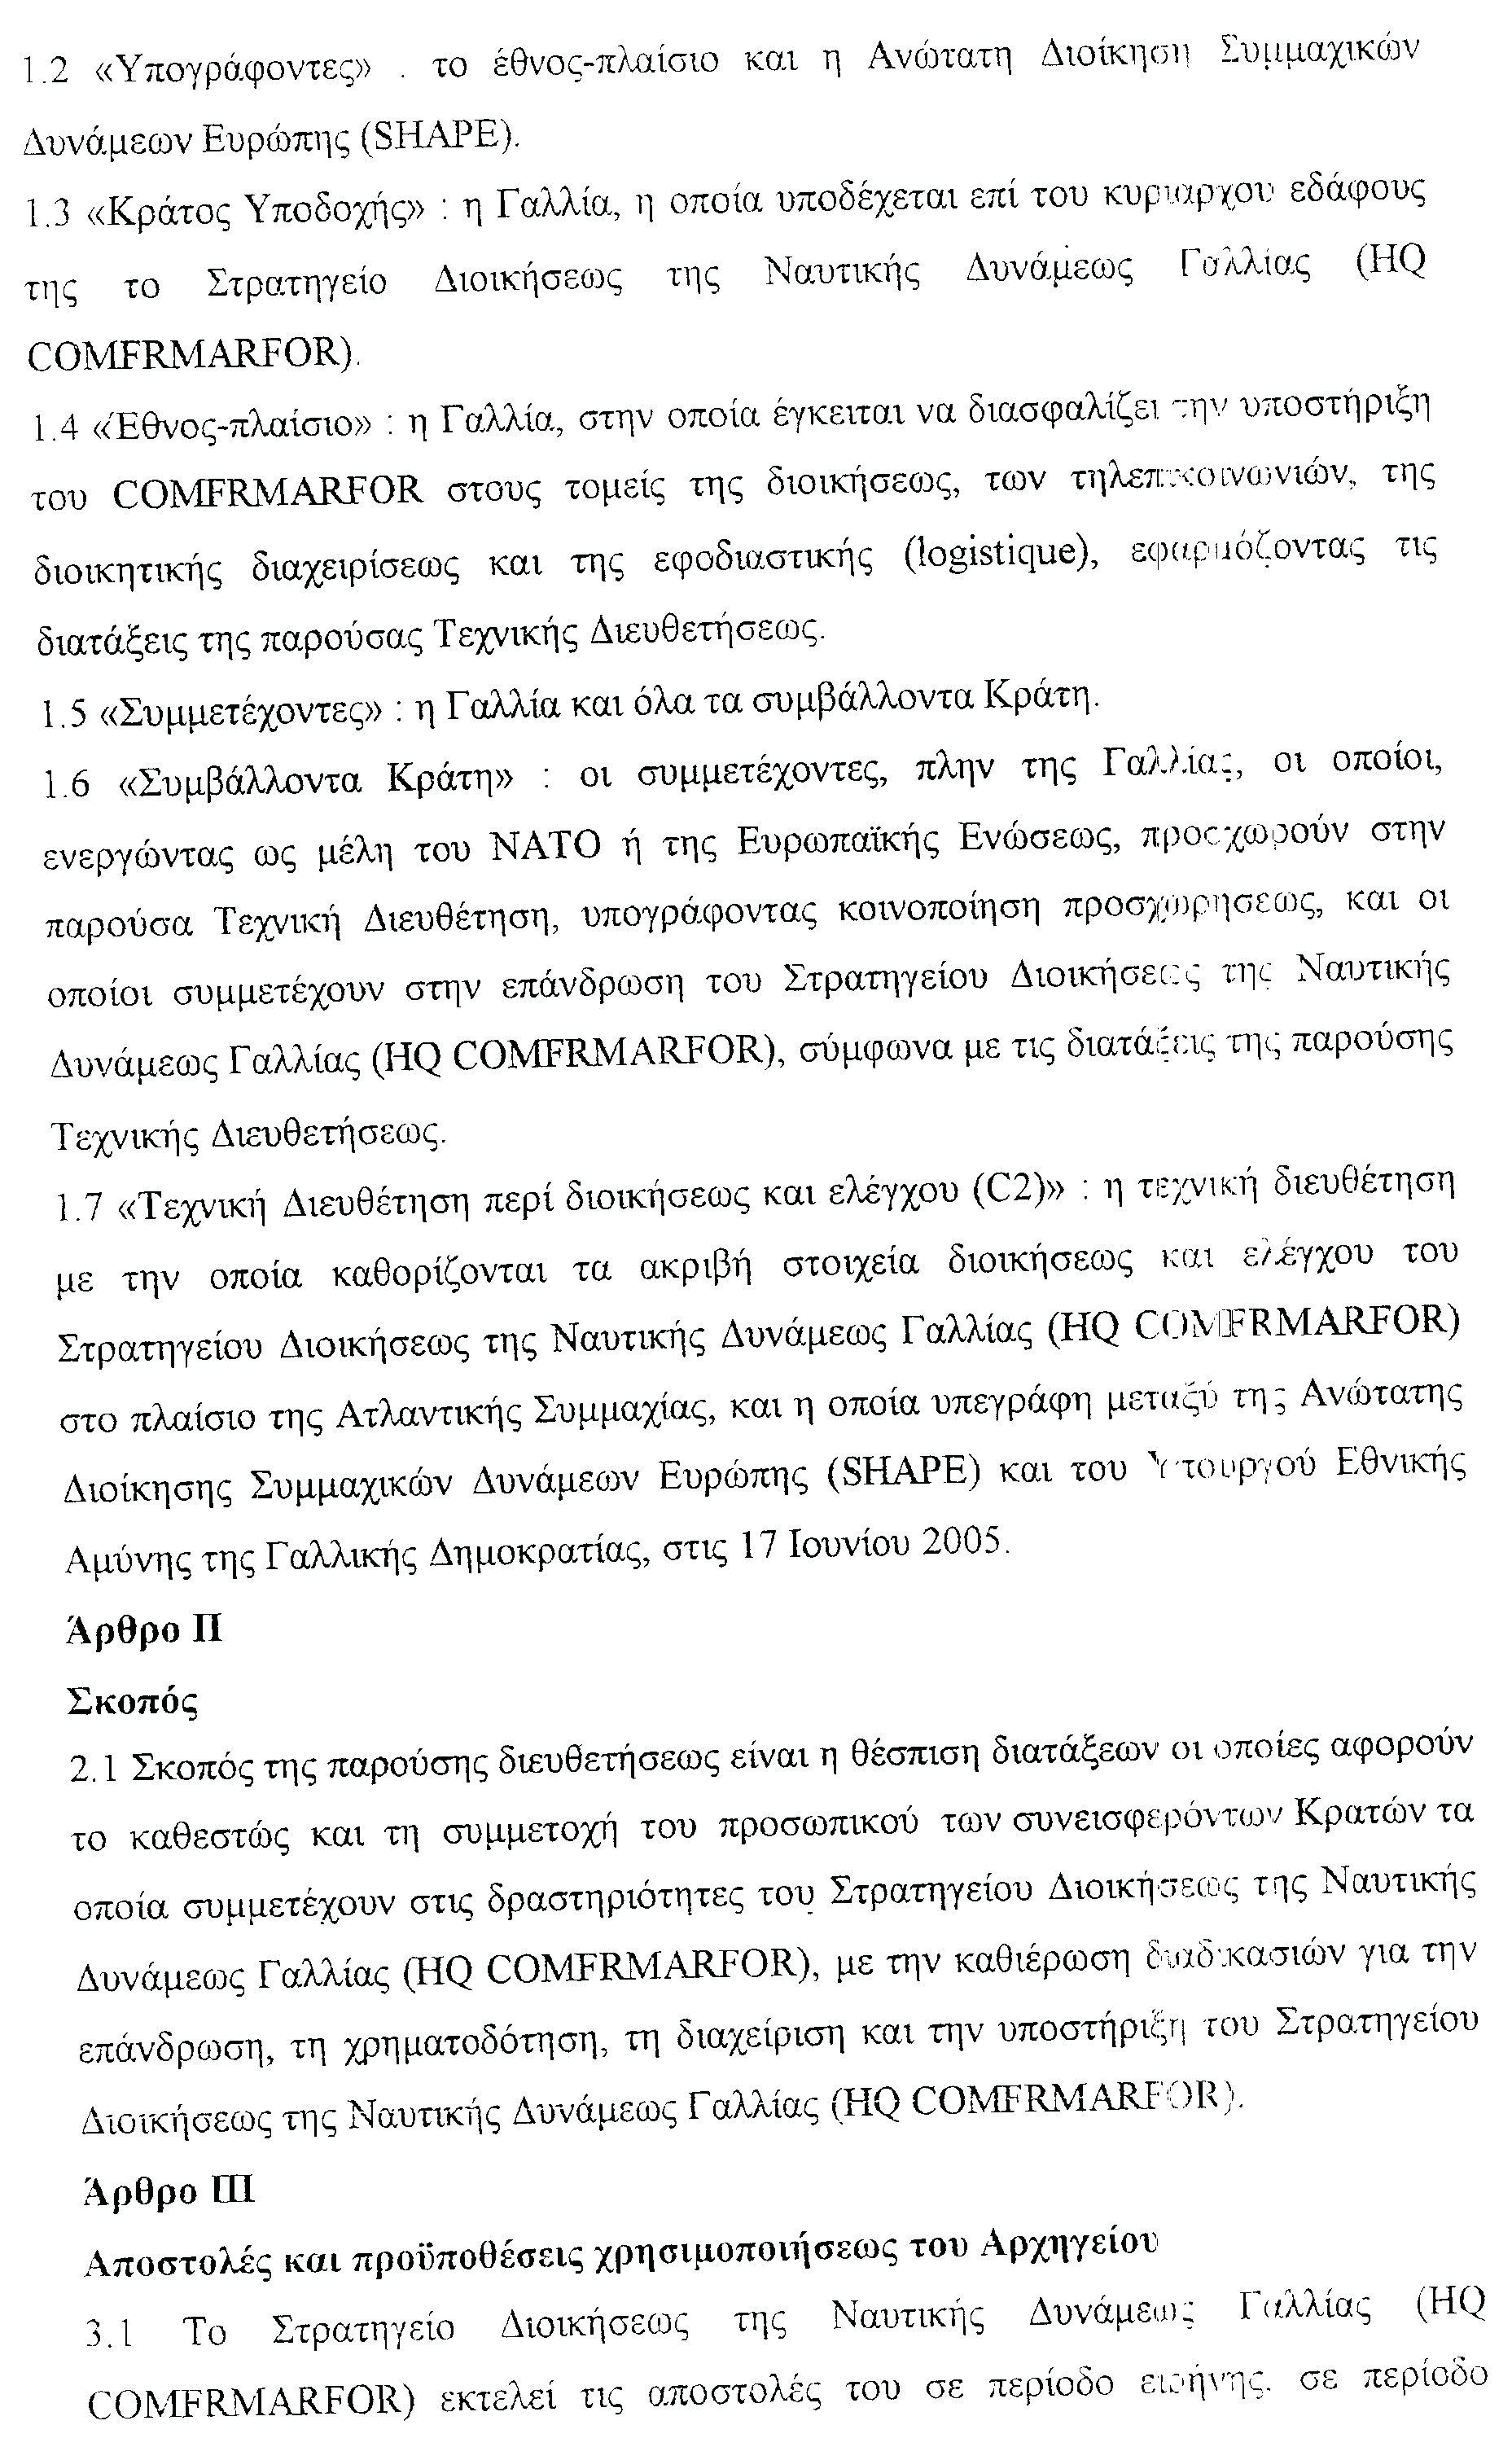 1.2 «Υπογράφοντες» . το έθνος-πλαίσιο και η Ανώτατη Διοίκηση Συμμαχικών
Δυνάμεων Ευρώπης (SHAPE).
1.3 «Κράτος Υποδοχής» : η Γαλλία, η οποία υποδέχεται επί του κυριαρχου εδάφους
της το Στρατηγείο Διοικήσεως της Ναυτικής Δυνάμεως Γαλλίας (HQ
COMFRMARFOR).
1.4 «Έθνος-πλαίσιο» : η Γαλλία, στην οποία έγκειται να διασφαλίζει την υποστήριξη
του COMFRMARFOR στους τομείς της διοικήσεως, των τηλεπικοινωνιών, της
διοικητικής διαχειρίσεως και της εφοδιαστικής (logistique), εφαρμόζοντας τις
διατάξεις της παρούσας Τεχνικής Διευθετήσεως.
1.5 «Συμμετέχοντες» : η Γαλλία και όλα τα συμβάλλοντα Κράτη.
1.6 «Συμβάλλοντα Κράτη» : οι συμμετέχοντες, πλην της Γαλλίας, οι οποίοι,
ενεργώντας ως μέλη του ΝΑΤΟ ή της Ευρωπαϊκής Ενώσεως, προσχωρούν στην
παρούσα Τεχνική Διευθέτηση, υπογράφοντας κοινοποίηση προσχωρησεως, και οι
οποίοι συμμετέχουν στην επάνδρωση του Στρατηγείου Διοικήσεως της Ναυτικής
Δυνάμεως Γαλλίας (HQ COMFRMARFOR), σύμφωνα με τις διατάξεις της παρούσης
Τεχνικής Διευθετήσεως.
1.7 «Τεχνική Διευθέτηση περί διοικήσεως και ελέγχου (C2)» : η τεχνική διευθέτηση
με την οποία καθορίζονται τα ακριβή στοιχεία διοικήσεως και ελέγχου του
Στρατηγείου Διοικήσεως της Ναυτικής Δυνάμεως Γαλλίας (HQ COMFRMARFOR)
στο πλαίσιο της Ατλαντικής Συμμαχίας, και η οποία υπεγράφη μεταξύ της Ανώτατης
Διοίκησης Συμμαχικών Δυνάμεων Ευρώπης (SHAPE) και του Υπουργού Εθνικής
Αμύνης της Γαλλικής Δημοκρατίας, στις 17 Ιουνίου 2005.
Άρθρο ΙΙ
Σκοπός
2.1 Σκοπός της παρούσης διευθετήσεως είναι η θέσπιση διατάξεων οι οποίες αφορούν
το καθεστώς και τη συμμετοχή του προσωπικού των συνεισφερόντων Κρατών τα
οποία συμμετέχουν στις δραστηριότητες του Στρατηγείου Διοικήσεως της Ναυτικής
Δυνάμεως Γαλλίας (HQ COMFRMARFOR), με την καθιέρωση διαδικασιών για την
επάνδρωση, τη χρηματοδότηση, τη διαχείριση και την υποστήριξη του Στρατηγείου
Διοικήσεως της Ναυτικής Δυνάμεως Γαλλίας (HQ COMFRMARFOR).
Άρθρο ΙΙΙ
Αποστολές και προϋποθέσεις χρησιμοποιήσεως του Αρχηγείου
3.1 Το Στρατηγείο Διοικήσεως της Ναυτικής Δυνάμεως Γαλλίας (HQ
COMFRMARFOR) εκτελεί τις αποστολές του σε περίοδο ειρήνης, σε περίοδο